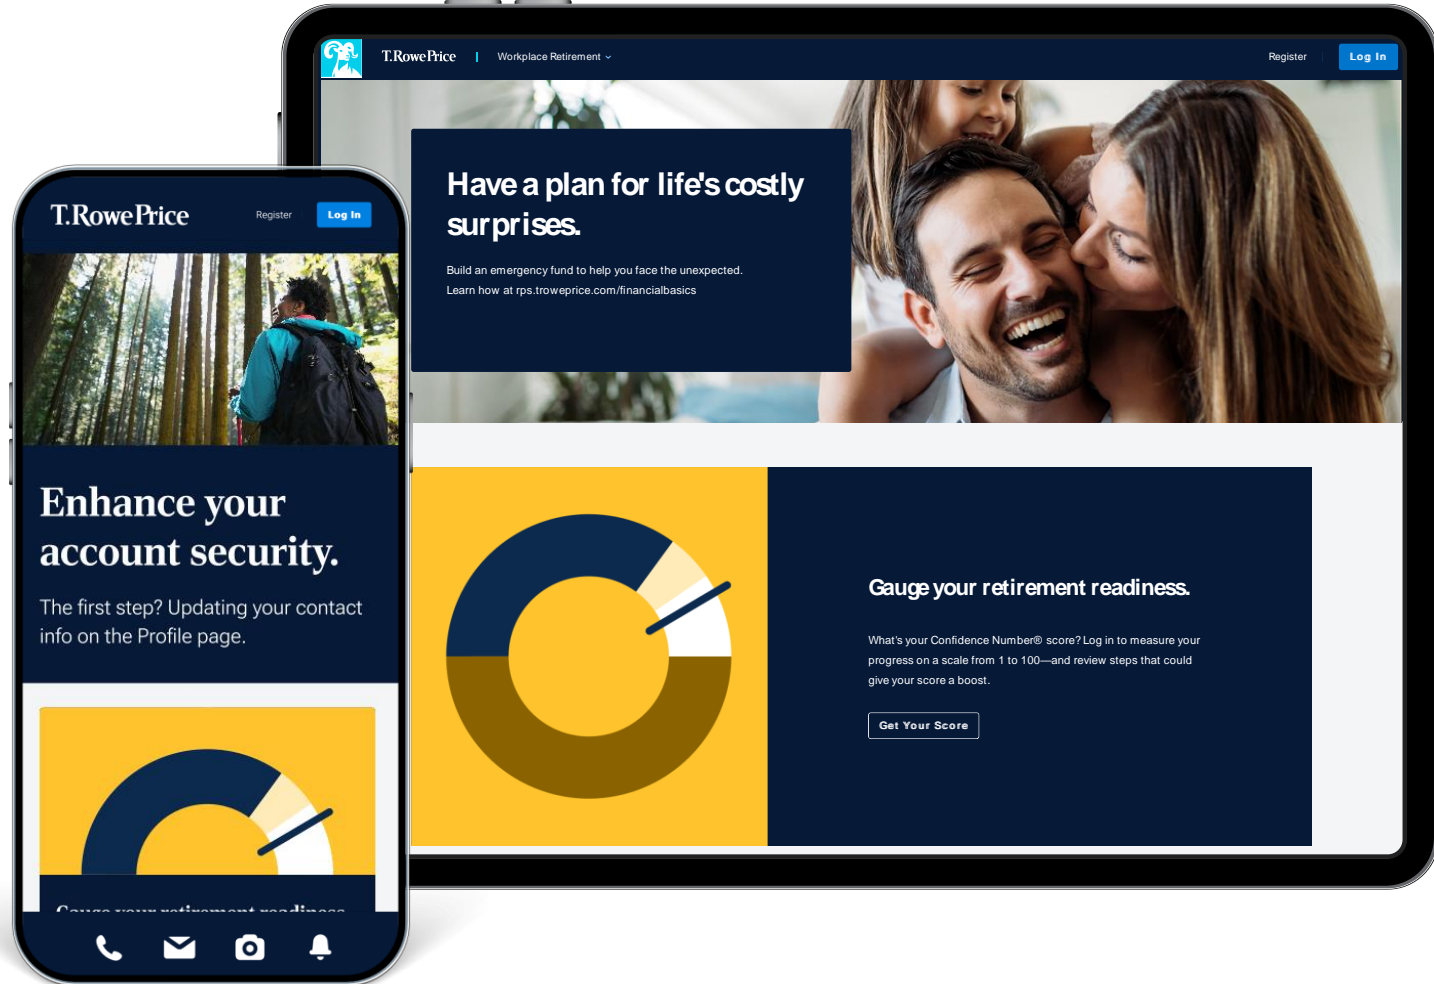 T.RowePrice
Workplace Retirement
Register
Log In
Have a plan for life's costly
surprises.
Build an emergency fund to help you face the unexpected.
Learn how at rps.troweprice.com/financialbasics
Gauge your retirement readiness.
What's your Confidence Number® score? Log in to measure your
progress on a scale from 1 to 100—and review steps that could
give your score a boost.
Get Your Score
T.RowePrice
Register
Log In
Enhance your
account security.
The first step? Updating your contact
info on the Profile page.
Gauge your retirement readiness